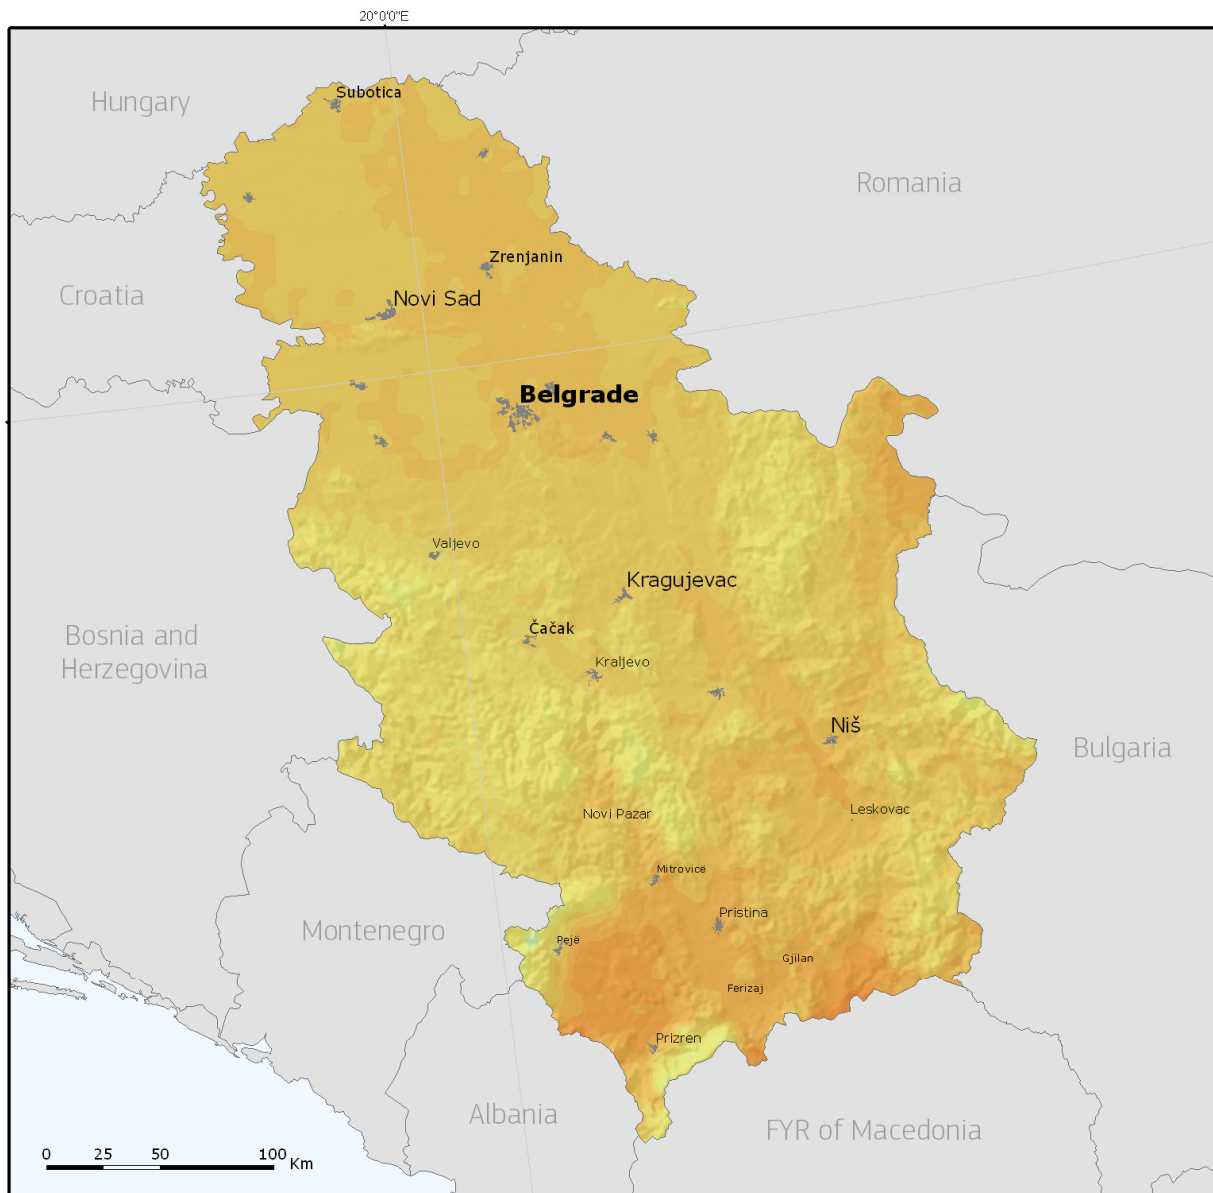 20°0'0"E
Subotica
Hungary
Romania
Zrenjanin
Croatia
Novi Sad
Belgrade
Valjevo
Kragujevac
Čačak
Bosnia and
Herzegovina
Kraljevo
Niš
Bulgaria
Novi Pazar
Leskovac
Mitrovicë
Pristina
Montenegro
Pejë
Gjilan
Ferizaj
Prizren
Albania
FYR of Macedonia
0 25 50 100 Km